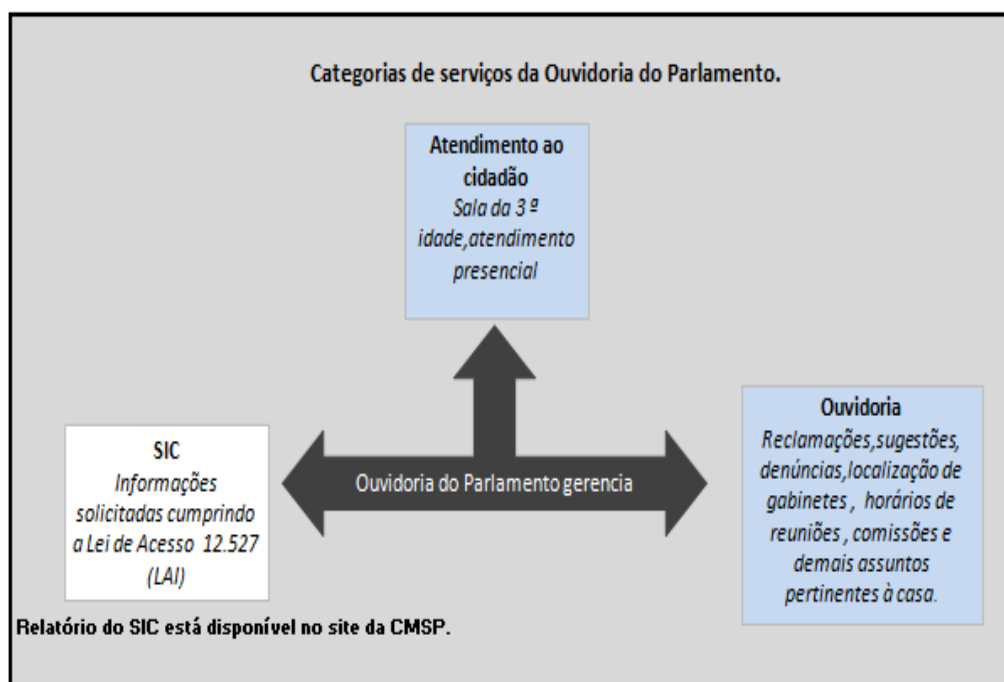 Categorias de serviços da Ouvidoria do Parlamento.
Atendimento ao
cidadão
Sala da 3 ª
idade,atendimento
presencial
SIC
Informações
solicitadas cumprindo
a Lei de Acesso 12.527
(LAI)
Ouvidoria do Parlamento gerencia
Ouvidoria
Reclamações,sugestões,
denúncias,localização de
gabinetes , horários de
reuniões , comissões e
demais assuntos
pertinentes à casa.
Relatório do SIC está disponível no site da CMSP.